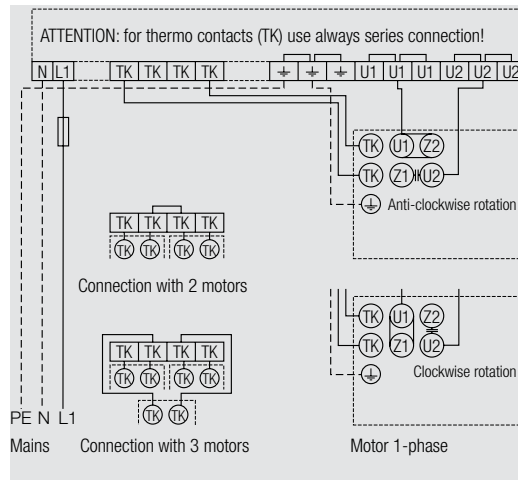 ATTENTION: for thermo contacts (TK) use always series connection!
N L1 TK TK TK TK U1 U1 U1 U2 U2 U2
TK U1 Z2
TK Z1 U2
Anti-clockwise rotation
TK TK TK TK
TK TK TK TK
Connection with 2 motors
TK U1 Z2
TK Z1 U2
Clockwise rotation
TK TK TK TK
TK TK TK TK
TK TK
PE N L1
Mains Connection with 3 motors Motor 1-phase